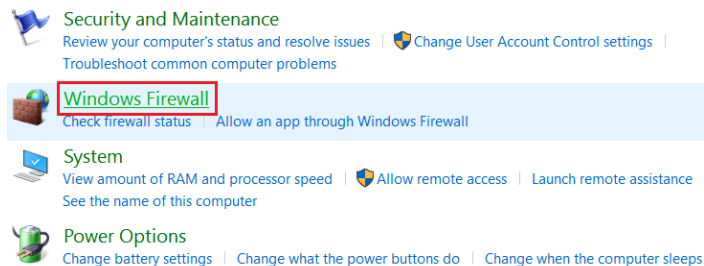 Security and Maintenance
Review your computer's status and resolve issues | Change User Account Control settings |
Troubleshoot common computer problems
Windows Firewall
Check firewall status | Allow an app through Windows Firewall
System
View amount of RAM and processor speed | Allow remote access | Launch remote assistance
See the name of this computer
Power Options
Change battery settings | Change what the power buttons do | Change when the computer sleeps